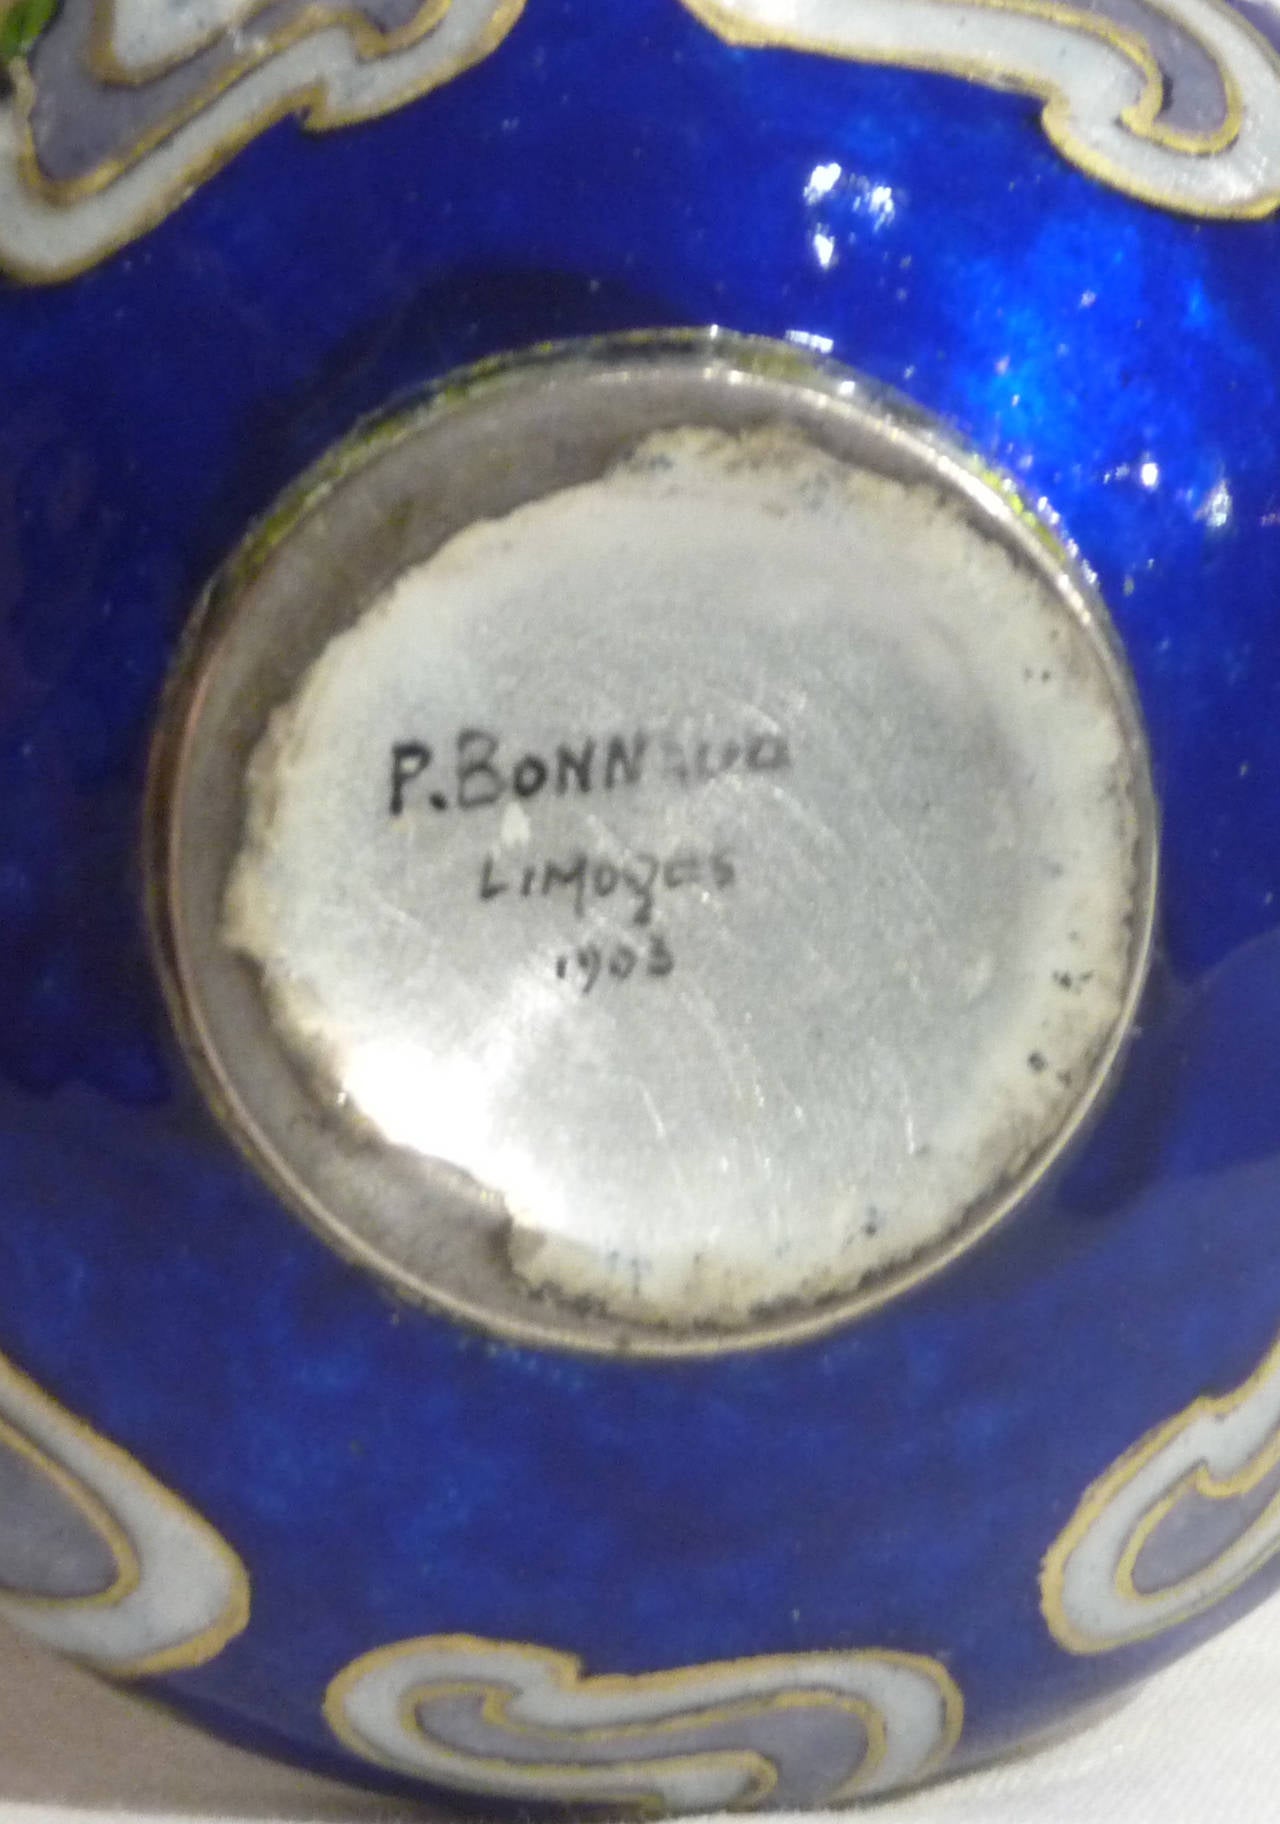 P. BONNAUD
LIMOGES
1903